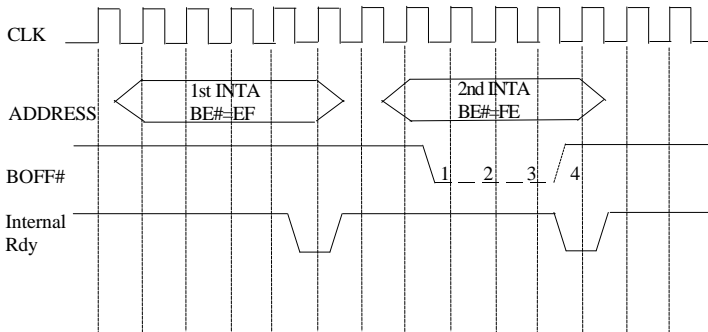 CLK
1st INTA
BE#=EF
2nd INTA
BE#=FE
ADDRESS
BOFF#
1 2 3 4
Internal
Rdy